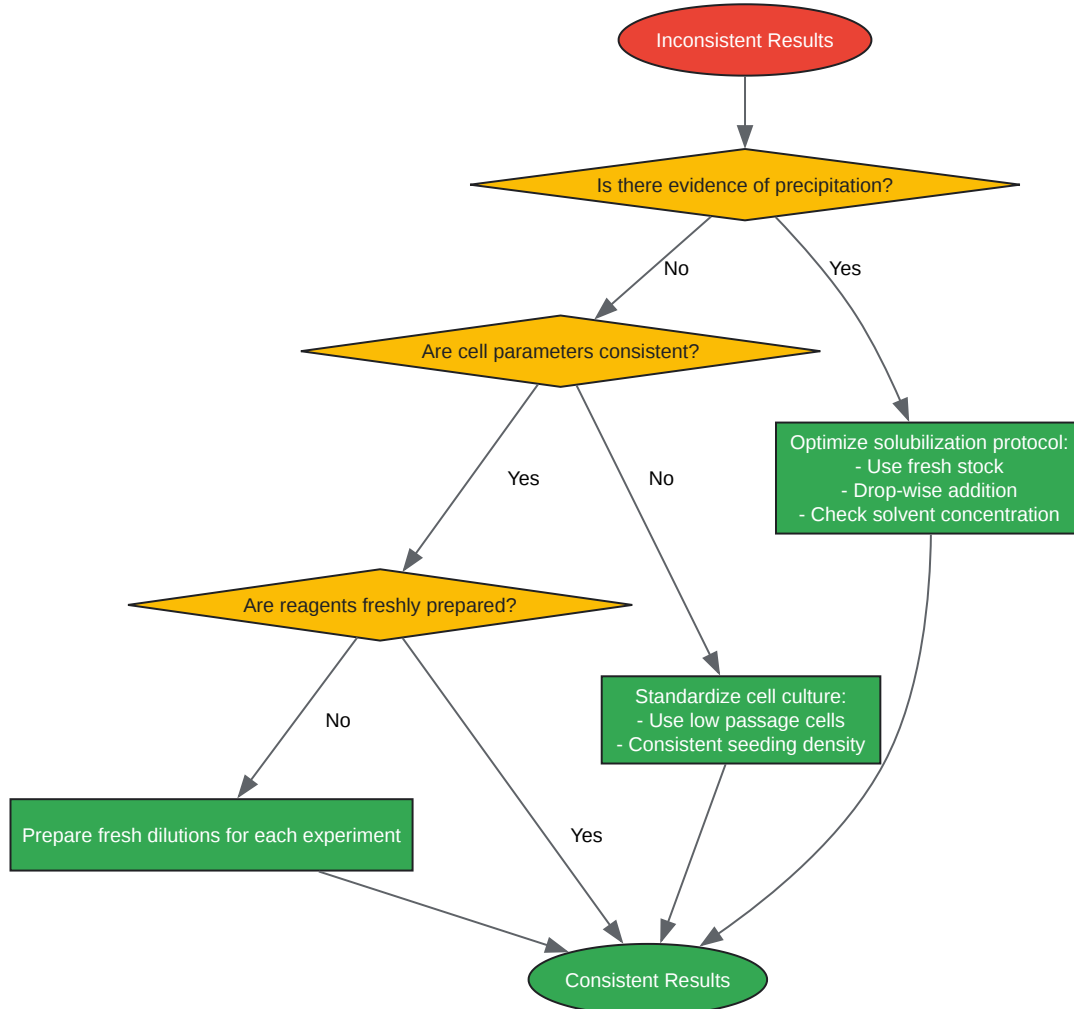 Inconsistent Results
Is there evidence of precipitation?
No
Yes
Are cell parameters consistent?
Optimize solubilization protocol:
- Use fresh stock
- Drop-wise addition
- Check solvent concentration
Yes
No
Are reagents freshly prepared?
Standardize cell culture:
- Use low passage cells
- Consistent seeding density
No
Prepare fresh dilutions for each experiment
Yes
Consistent Results